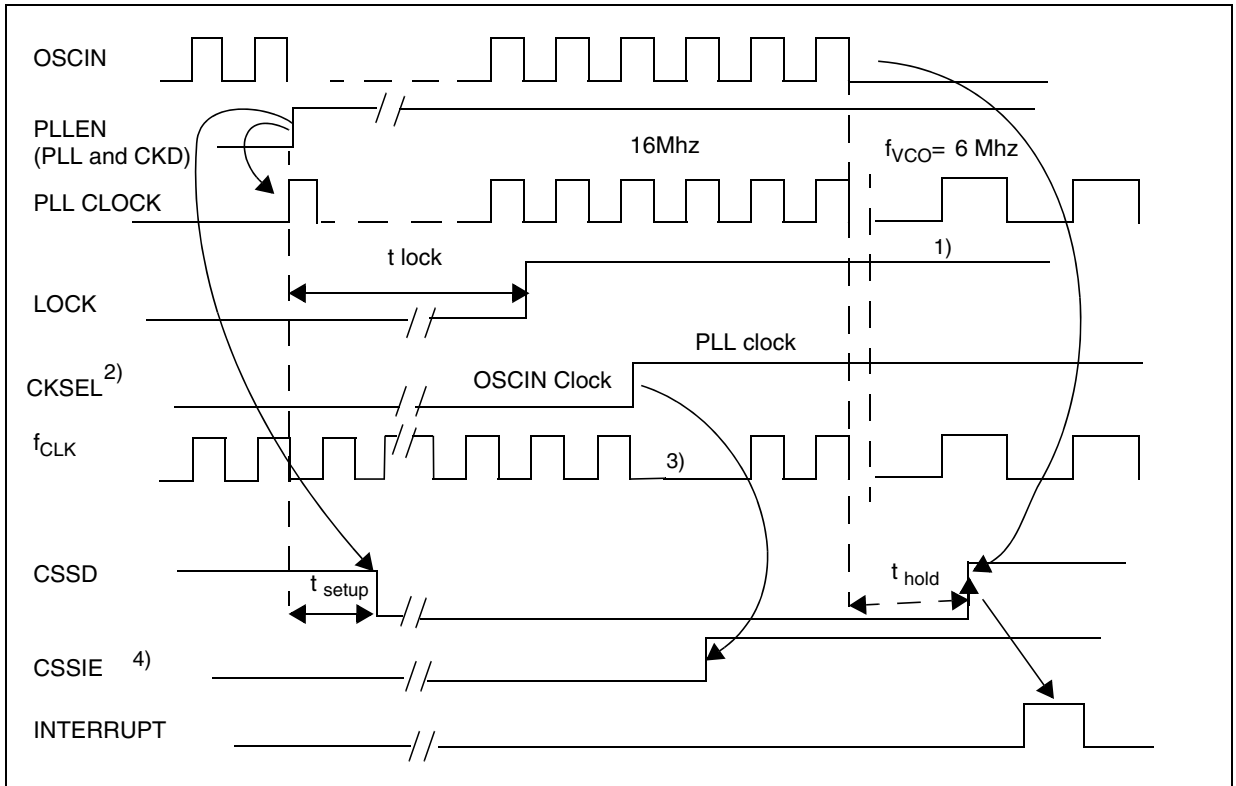 OSCIN
PLLEN
(PLL and CKD)
16Mhz
fVCO= 6 Mhz
PLL CLOCK
t lock
1)
LOCK
PLL clock
CKSEL2)
OSCIN Clock
fCLK
3)
CSSD
t setup
t hold
CSSIE 4)
INTERRUPT